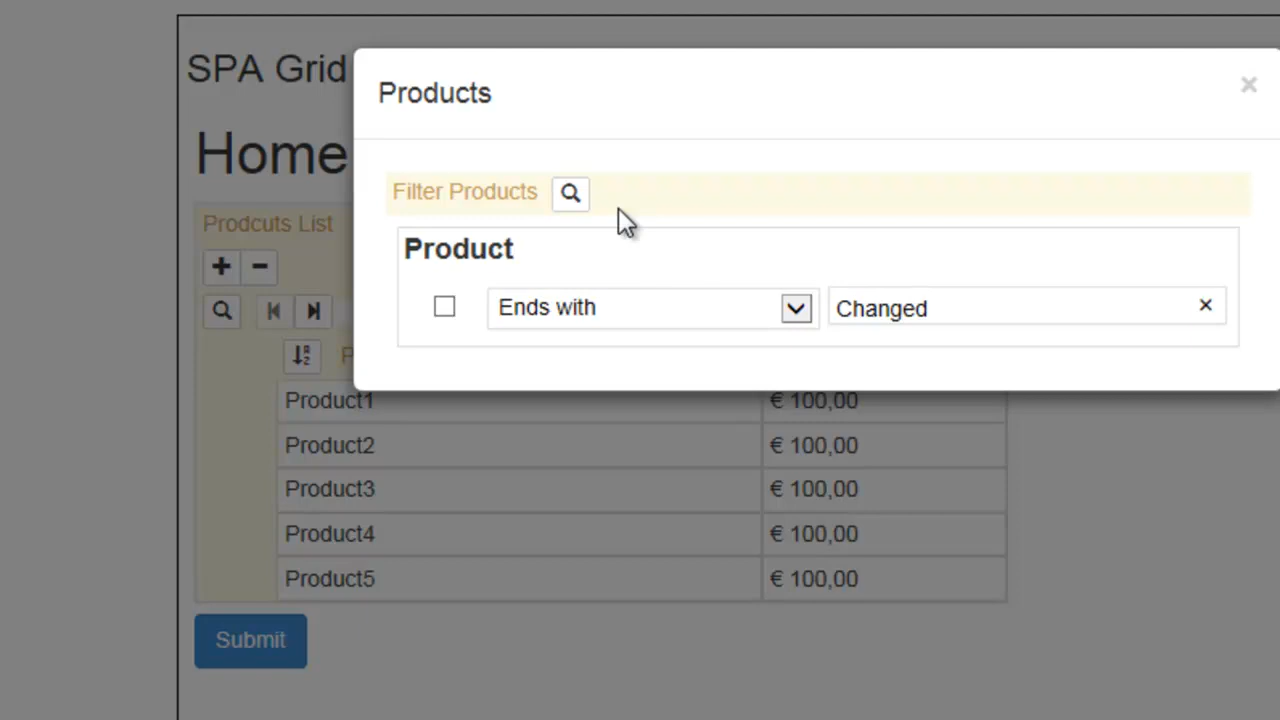 SPA Grid
Products
×
Home
Filter Products
Prodcuts List
Product
Ends with
Changed
Product1 € 100,00
Product2 € 100,00
Product3 € 100,00
Product4 € 100,00
Product5 € 100,00
Submit